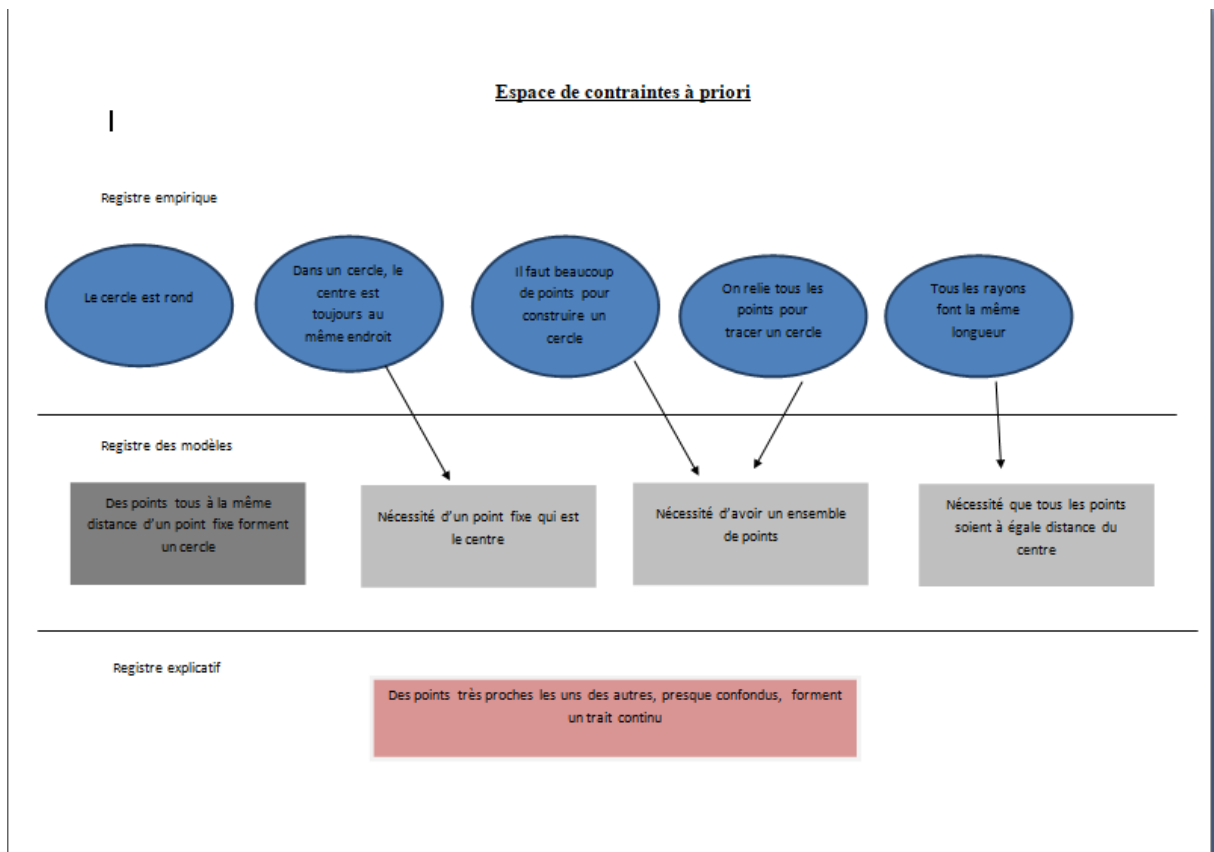 Espace de contraintes à priori
Registre empirique
Le cercle est rond
Dans un cercle, le
centre est
toujours au
même endroit
Il faut beaucoup
de points pour
construire un
cercle
On relie tous les
points pour
tracer un cercle
Tous les rayons
font la même
longueur
Registre des modèles
Des points tous à la même
distance d'un point fixe forment
un cercle
Nécessité d'un point fixe qui est
le centre
Nécessité d'avoir un ensemble
de points
Nécessité que tous les points
soient à égale distance du
centre
Registre explicatif
Des points très proches les uns des autres, presque confondus, forment
un trait continu